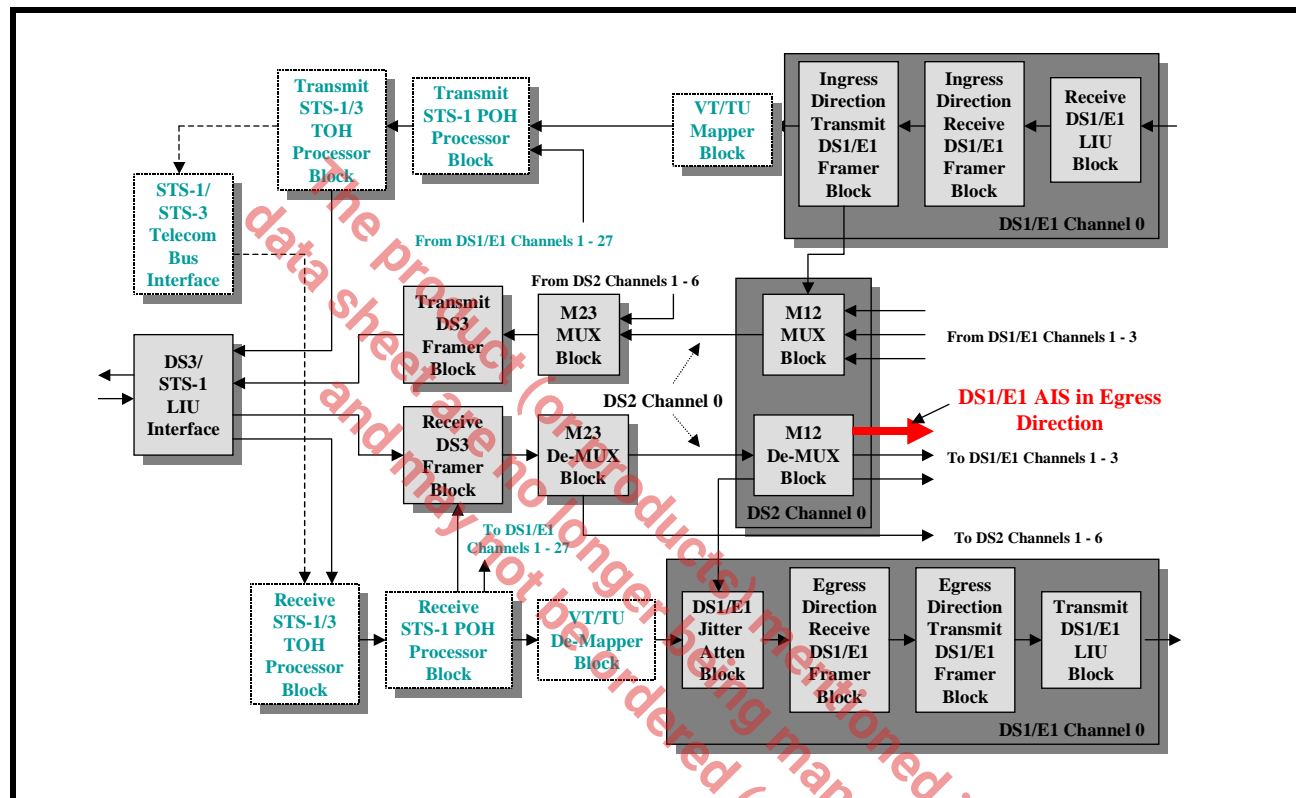 Transmit
STS-1/3
TOH
Processor
Block
Transmit
STS-1 POH
Processor
Block
VT/TU
Mapper
Block
Ingress
Direction
Transmit
DS1/E1
Framer
Block
Ingress
Direction
Receive
DS1/E1
Framer
Block
Receive
DS1/E1
LIU
Block
DS1/E1 Channel 0
STS-1/
STS-3
Telecom
Bus
Interface
From DS1/E1 Channels 1 - 27
From DS2 Channels 1 - 6
Transmit
DS3
Framer
Block
M23
MUX
Block
M12
MUX
Block
From DS1/E1 Channels 1 - 3
DS3/
STS-1
LIU
Interface
DS2 Channel 0
DS1/E1 AIS in Egress
Direction
Receive
DS3
Framer
Block
M23
De-MUX
Block
M12
De-MUX
Block
To DS1/E1 Channels 1 - 3
DS2 Channel 0
To DS1/E1
Channels 1 - 27
To DS2 Channels 1 - 6
Receive
STS-1/3
TOH
Processor
Block
Receive
STS-1 POH
Processor
Block
VT/TU
De-Mapper
Block
DS1/E1
Jitter
Atten
Block
Egress
Direction
Receive
DS1/E1
Framer
Block
Egress
Direction
Transmit
DS1/E1
Framer
Block
Transmit
DS1/E1
LIU
Block
DS1/E1 Channel 0
The product (or products) mentioned
data sheet are no longer being
and may not be ordered (